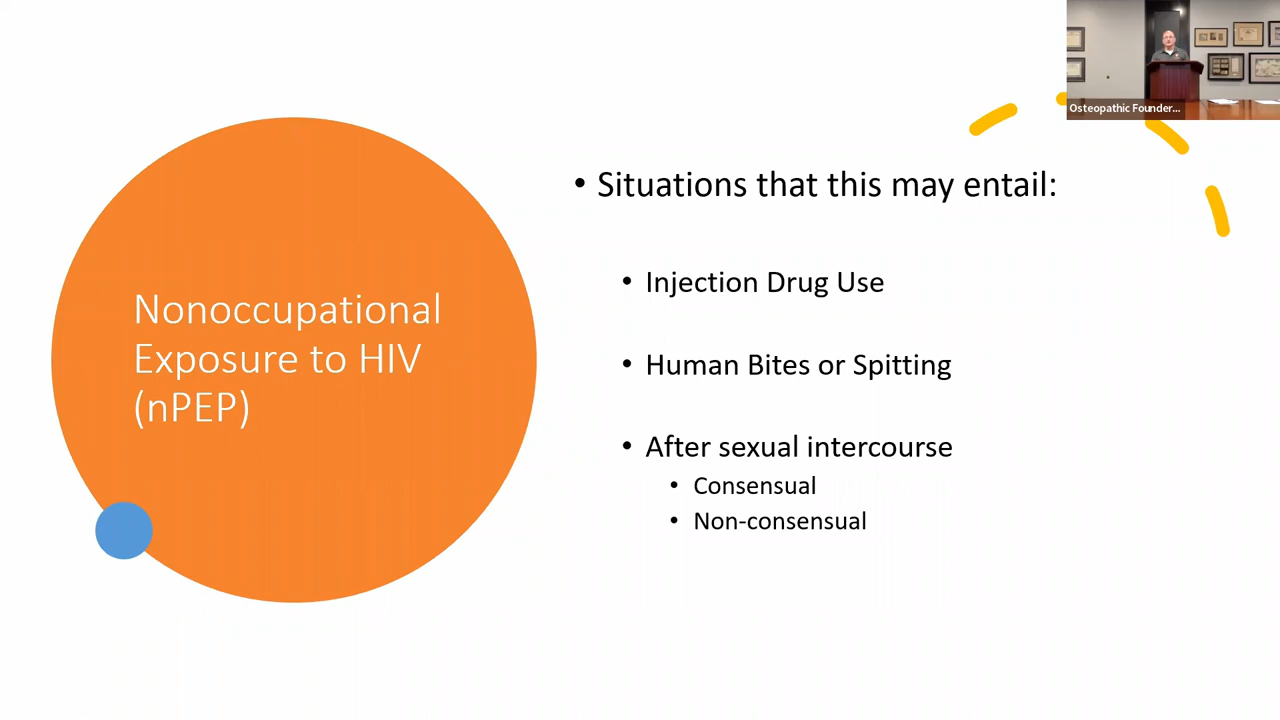 Osteopathic Founder...
Nonoccupational
Exposure to HIV
(nPEP)
• Situations that this may entail:
• Injection Drug Use
• Human Bites or Spitting
• After sexual intercourse
• Consensual
• Non-consensual